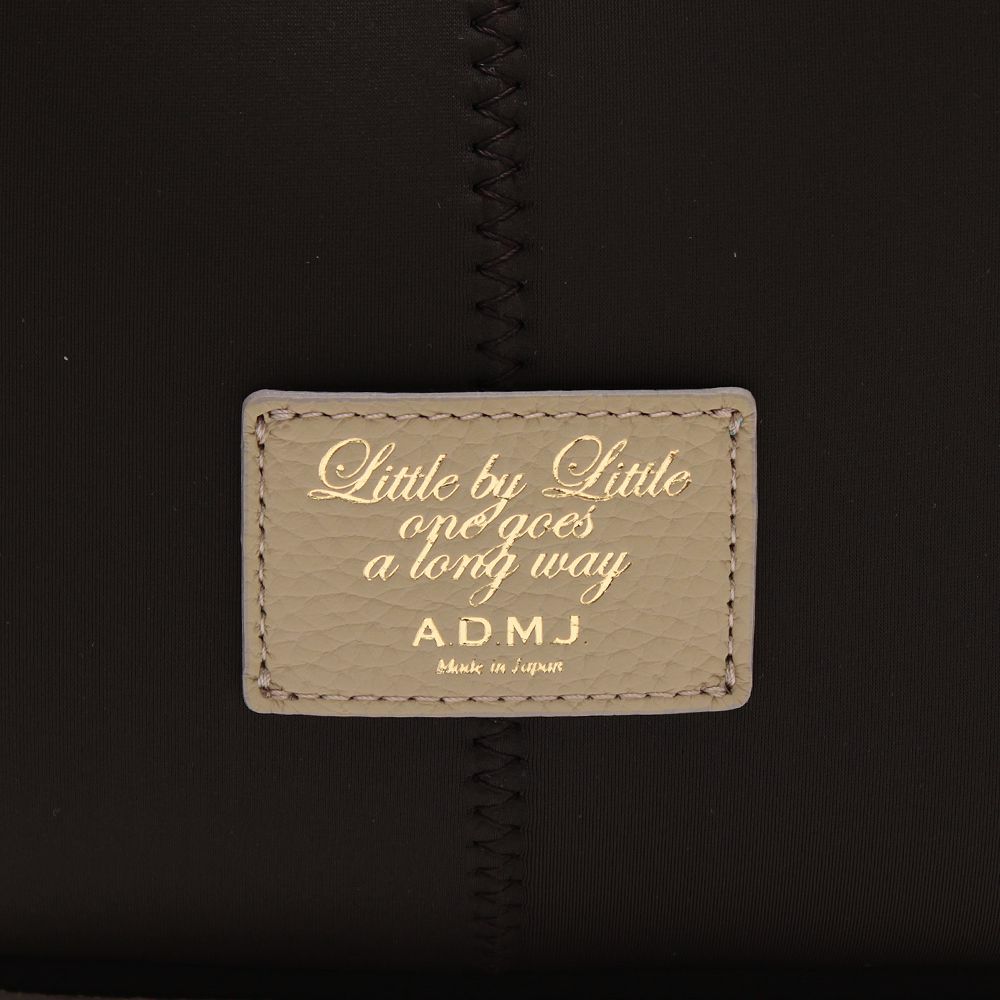 Little by Little
one goes
a long way
A.D.M.J.
Made in Japan